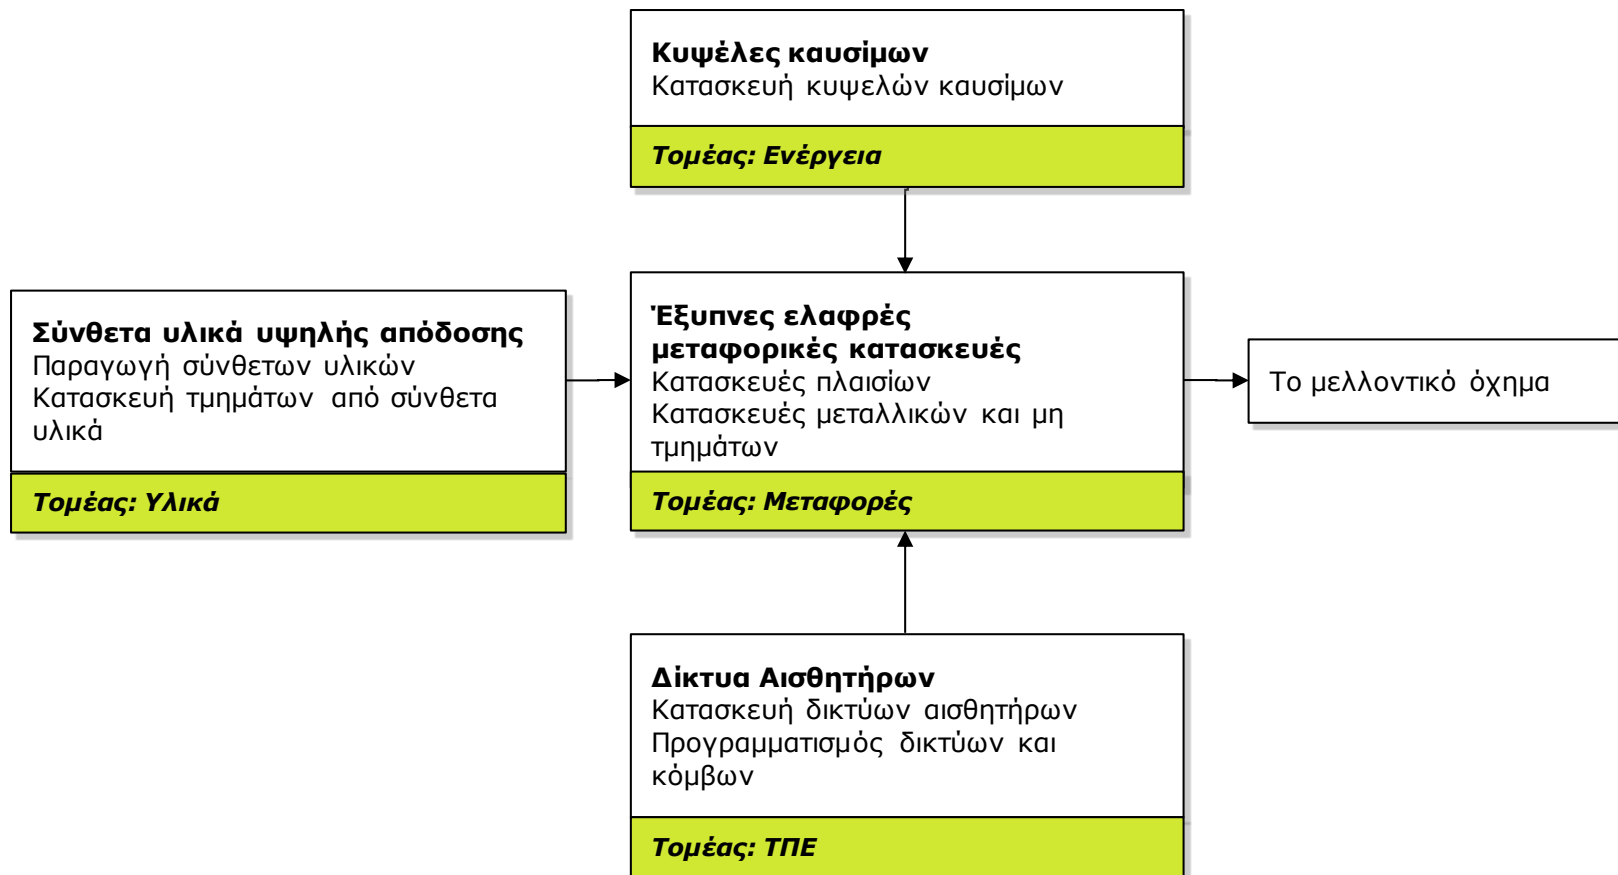 Κυψέλες καυσίμων
Κατασκευή κυψελών καυσίμων
Τομέας: Ενέργεια
Σύνθετα υλικά υψηλής απόδοσης
Παραγωγή σύνθετων υλικών
Κατασκευή τμημάτων από σύνθετα
υλικά
Τομέας: Υλικά
Έξυπνες ελαφρές
μεταφορικές κατασκευές
Κατασκευές πλαισίων
Κατασκευές μεταλλικών και μη
τμημάτων
Τομέας: Μεταφορές
Το μελλοντικό όχημα
Δίκτυα Αισθητήρων
Κατασκευή δικτύων αισθητήρων
Προγραμματισμός δικτύων και
κόμβων
Τομέας: ΤΠΕ